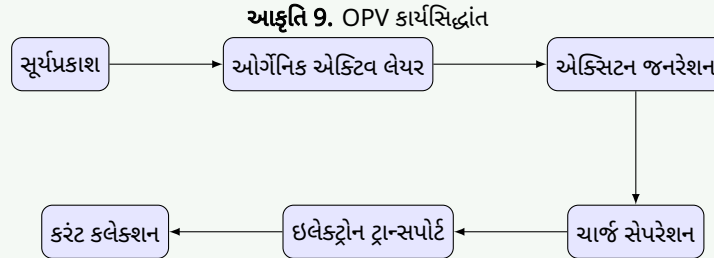 આકૃતિ 9. OPV કાર્યસિદ્ધાંત
સૂર્યપ્રકાશ
ઓર્ગેનિક એક્ટિવ લેયર
એક્સિટન જનરેશન
ચાર્જ સેપરેશન
ઇલેક્ટ્રોન ટ્રાન્સપોર્ટ
કરંટ કલેક્શન